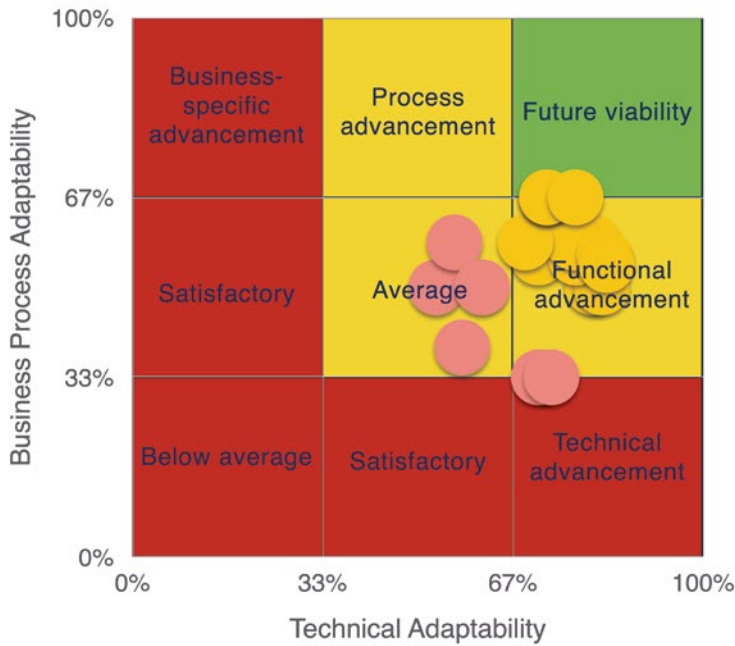 100%
Business-
specific
advancement
Process
advancement
Future viability
67%
Satisfactory
Average
Functional
advancement
33%
Below average
Satisfactory
Technical
advancement
0%
0%
33%
67%
100%
Technical Adaptability
Business Process Adaptability